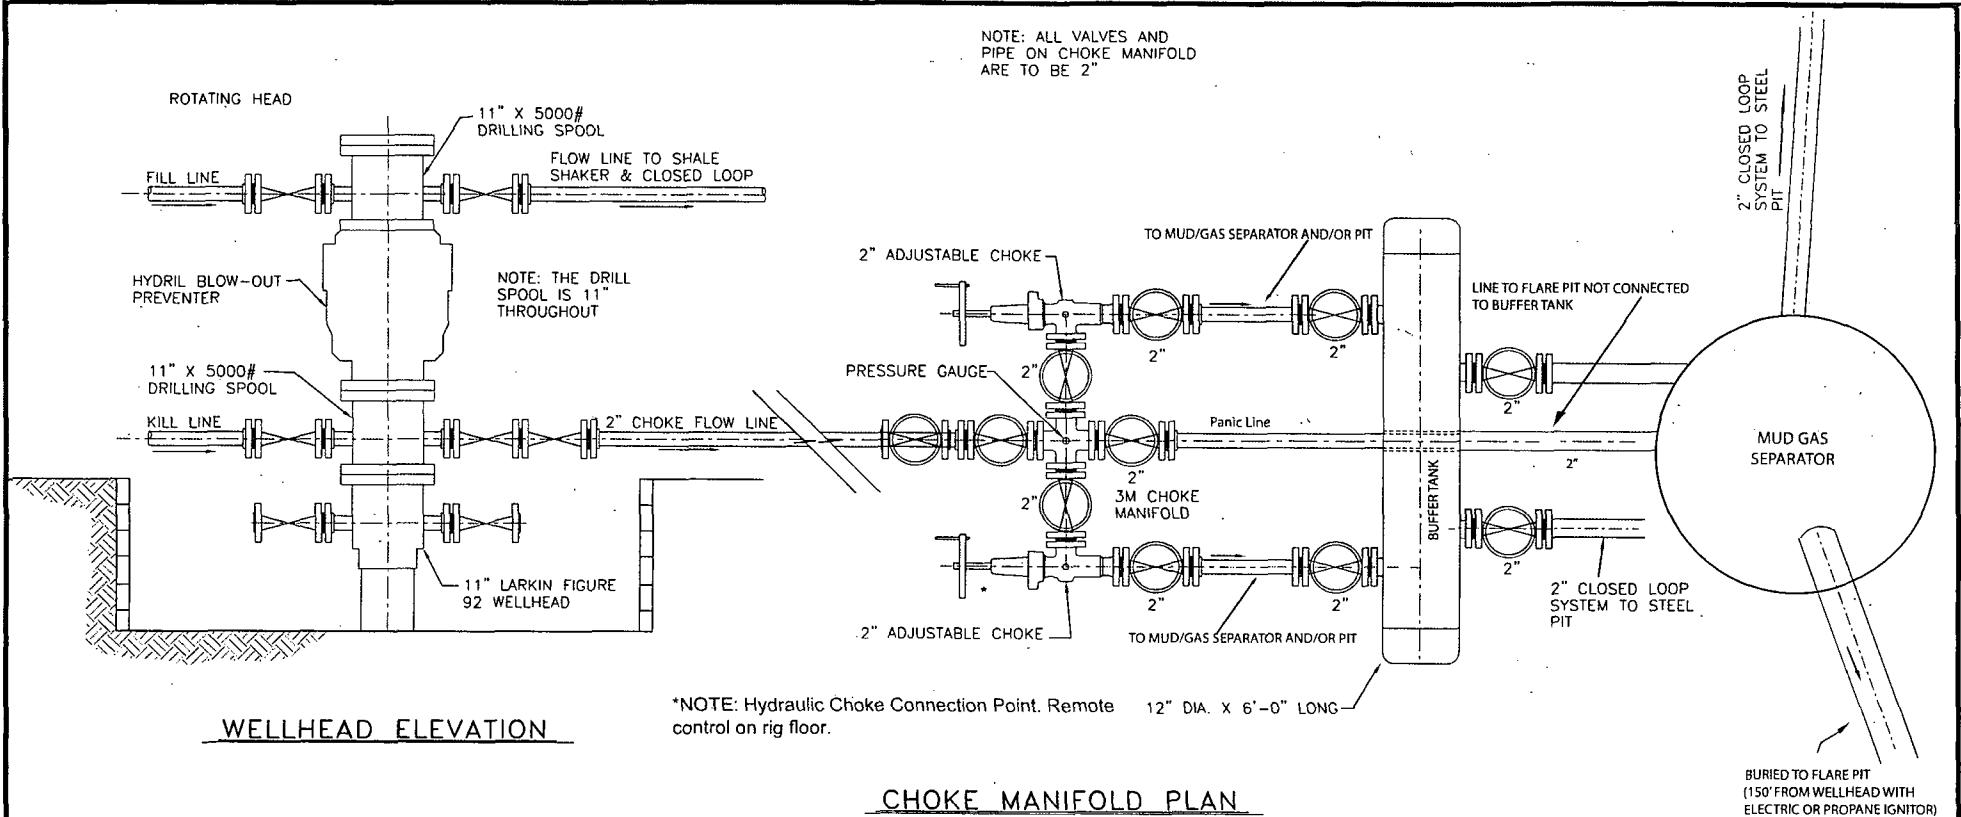 NOTE: ALL VALVES AND
PIPE ON CHOKE MANIFOLD
ARE TO BE 2"
ROTATING HEAD
11" X 5000#
DRILLING SPOOL
FILL LINE
FLOW LINE TO SHALE
SHAKER & CLOSED LOOP
HYDRIL BLOW-OUT
PREVENTER
NOTE: THE DRILL
SPOOL IS 11"
THROUGHOUT
11" X 5000#
DRILLING SPOOL
KILL LINE
2" CHOKE FLOW LINE
11" LARKIN FIGURE
92 WELLHEAD
WELLHEAD ELEVATION
2" ADJUSTABLE CHOKE
TO MUD/GAS SEPARATOR AND/OR PIT
2"
2"
2"
PRESSURE GAUGE
Panic Line
2"
2"
3M CHOKE
MANIFOLD
2"
2"
*
2" ADJUSTABLE CHOKE
TO MUD/GAS SEPARATOR AND/OR PIT
BUFFER TANK
12" DIA. X 6'-0" LONG
*NOTE: Hydraulic Choke Connection Point. Remote
control on rig floor.
CHOKE MANIFOLD PLAN
2" CLOSED LOOP
SYSTEM TO STEEL
PIT
LINE TO FLARE PIT NOT CONNECTED
TO BUFFER TANK
2"
2"
2"
MUD GAS
SEPARATOR
2" CLOSED LOOP
SYSTEM TO STEEL
PIT
BURIED TO FLARE PIT
(150' FROM WELLHEAD WITH
ELECTRIC OR PROPANE IGNITOR)